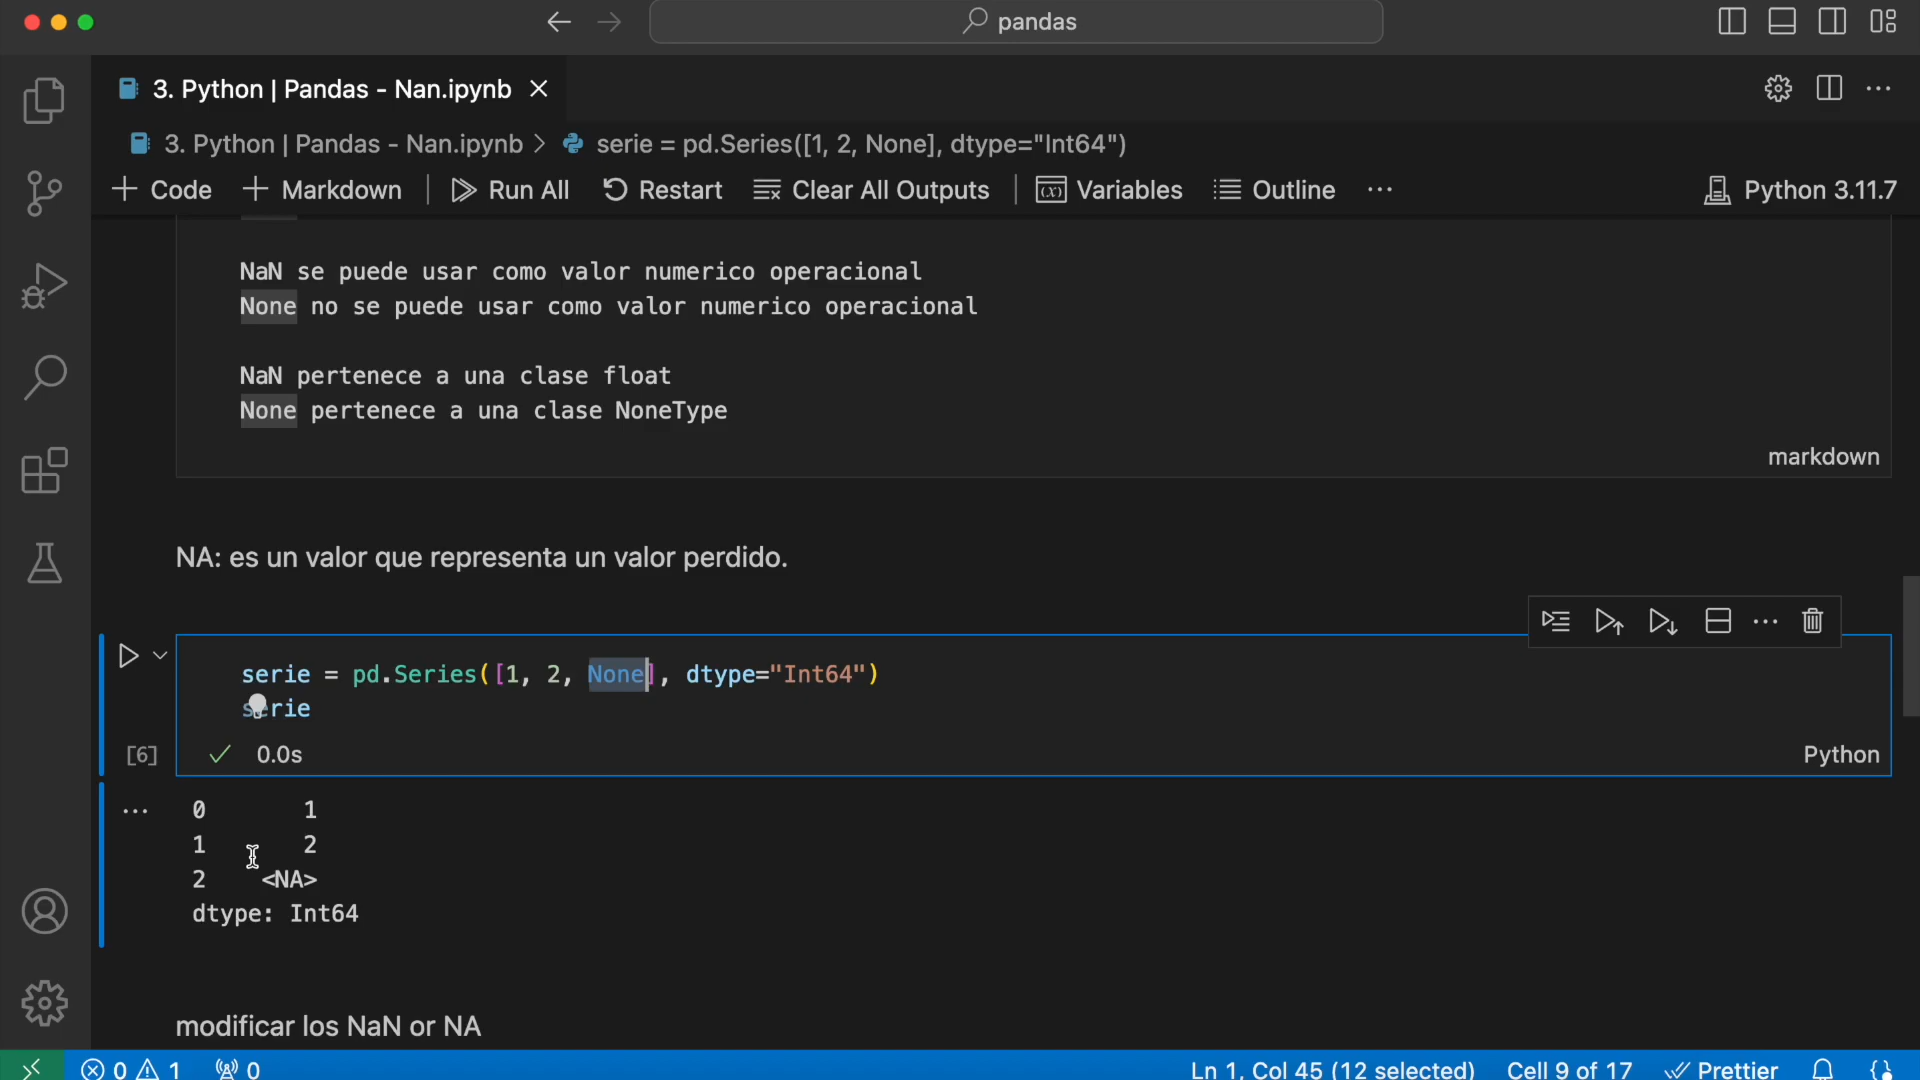 pandas
3. Python | Pandas - Nan.ipynb
3. Python | Pandas - Nan.ipynb > serie = pd.Series([1, 2, None], dtype="Int64")
Code
Markdown
Run All
Restart
Clear All Outputs
Variables
Outline
Python 3.11.7
NaN se puede usar como valor numerico operacional
None no se puede usar como valor numerico operacional
NaN pertenece a una clase float
None pertenece a una clase NoneType
markdown
NA: es un valor que representa un valor perdido.
serie = pd.Series([1, 2, None], dtype="Int64")
serie
[6]
0.0s
Python
0 1
1 2
2 <NA>
dtype: Int64
modificar los NaN or NA
0 1 0
Ln 1, Col 45 (12 selected)
Cell 9 of 17
Prettier